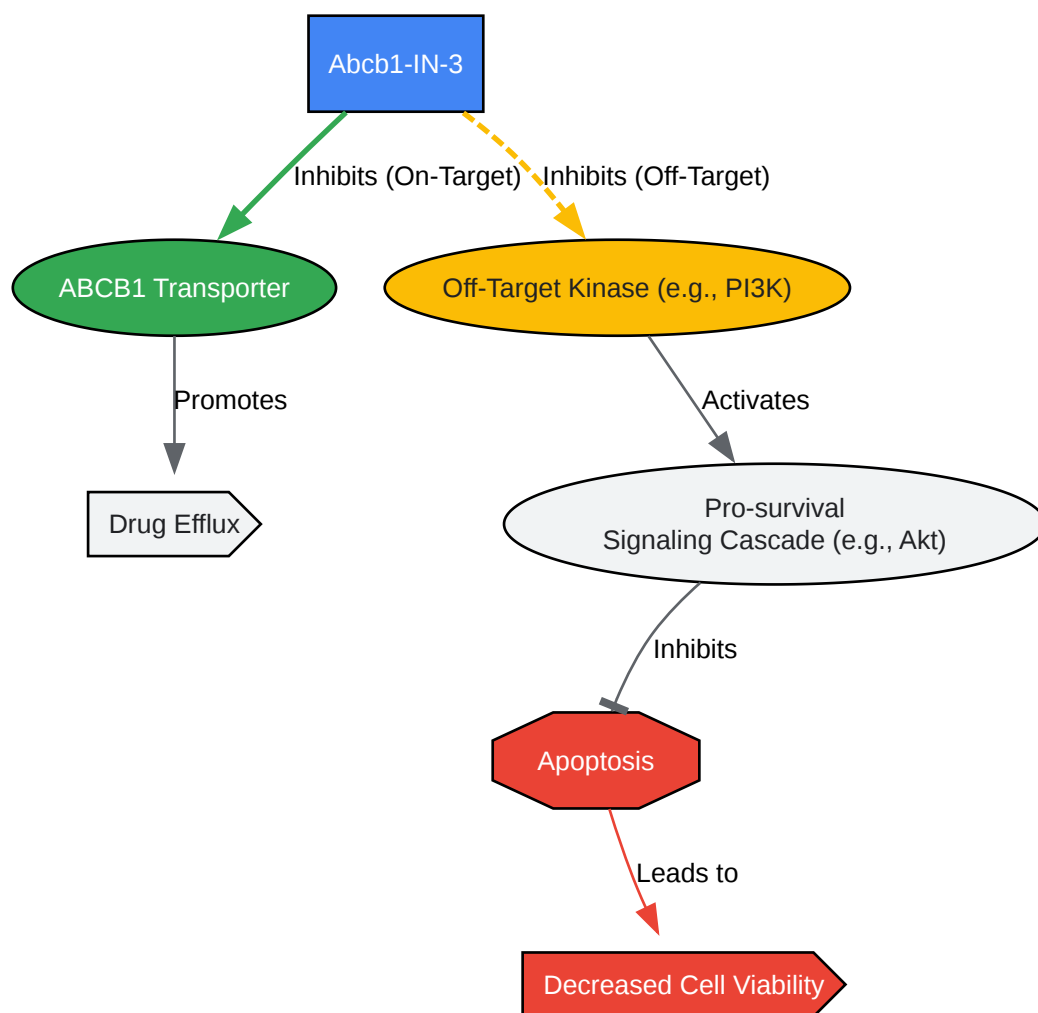 Abcb1-IN-3
Inhibits (On-Target)
Inhibits (Off-Target)
ABCB1 Transporter
Off-Target Kinase (e.g., PI3K)
Promotes
Activates
Drug Efflux
Pro-survival
Signaling Cascade (e.g., Akt)
Inhibits
Apoptosis
Leads to
Decreased Cell Viability